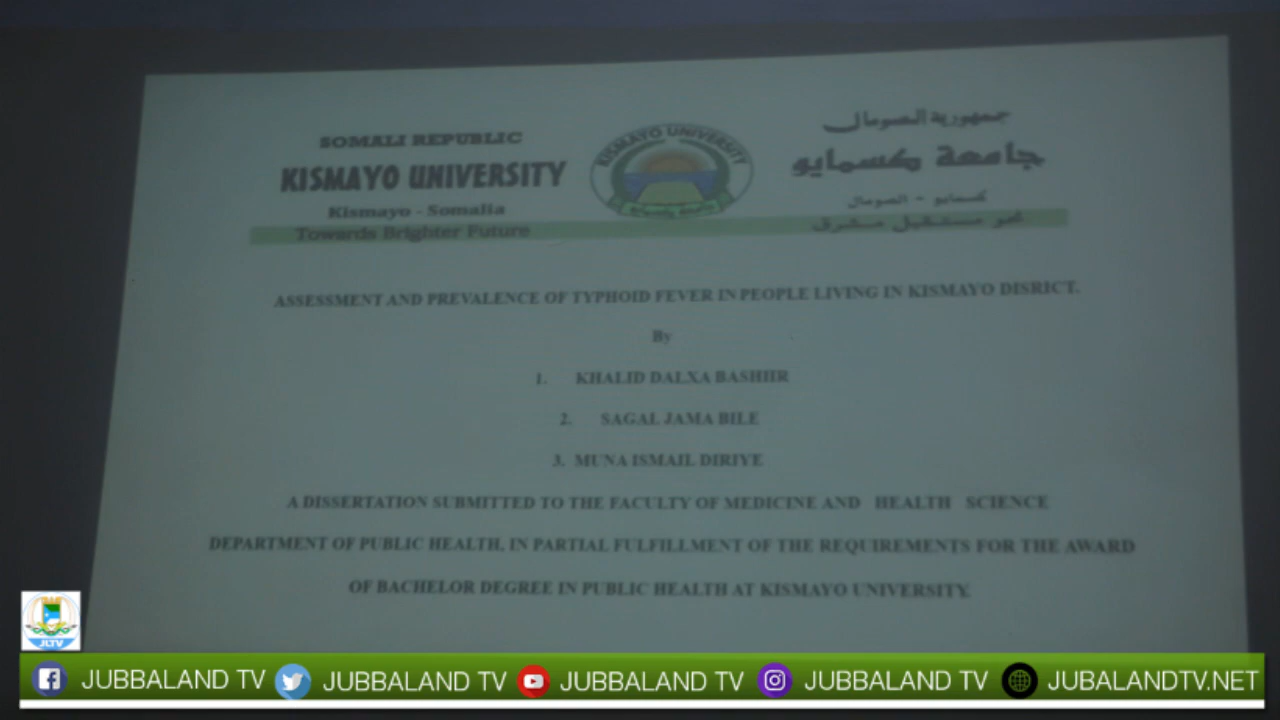 SOMALI REPUBLIC
KISMAYO UNIVERSITY
Kismayo - Somalia
Towards Brighter Future
KISMAYO UNIVERSITY
جمهورية الصومال
جامعة كسمايو
كسمايو - الصومال
نحو مستقبل مشرق
ASSESSMENT AND PREVALENCE OF TYPHOID FEVER IN PEOPLE LIVING IN KISMAYO DISRICT.
By
1. KHALID DALXA BASHIIR
2. SAGAL JAMA BILE
3. MUNA ISMAIL DIRIYE
A DISSERTATION SUBMITTED TO THE FACULTY OF MEDICINE AND HEALTH SCIENCE
DEPARTMENT OF PUBLIC HEALTH, IN PARTIAL FULFILLMENT OF THE REQUIREMENTS FOR THE AWARD
OF BACHELOR DEGREE IN PUBLIC HEALTH AT KISMAYO UNIVERSITY
JLTV
JUBBALAND TV JUBBALAND TV JUBBALAND TV JUBBALAND TV JUBALANDTV.NET